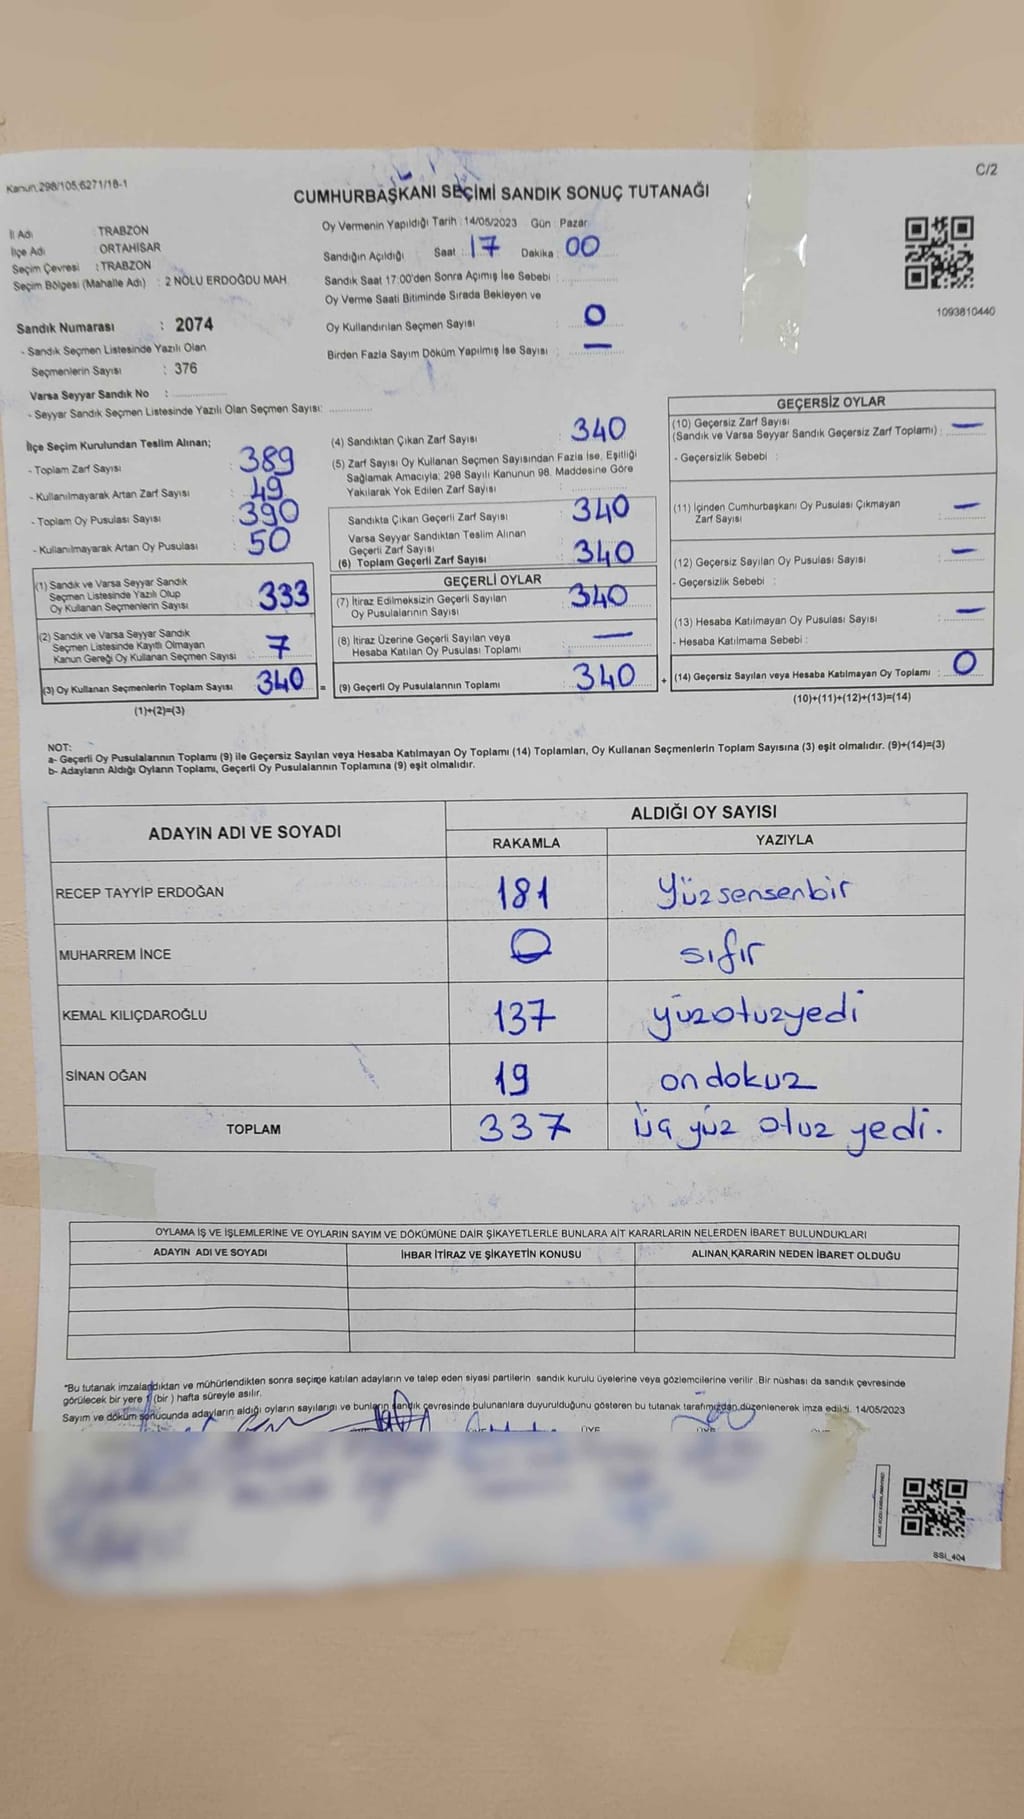 Kanun.298/105;6271/18-1
C/2
CUMHURBAŞKANI SEÇİMİ SANDIK SONUÇ TUTANAĞI
İl Adı TRABZON
İlçe Adı ORTAHİSAR
Seçim Çevresi : TRABZON
Seçim Bölgesi (Mahalle Adı) : 2 NOLU ERDOĞDU MAH
Oy Vermenin Yapıldığı Tarih : 14/05/2023 Gün : Pazar
Sandığın Açıldığı Saat : 17 Dakika : 00
Sandık Saat 17:00'den Sonra Açımış İse Sebebi :
Oy Verme Saati Bitiminde Sırada Bekleyen ve
Oy Kullandırılan Seçmen Sayısı : 0
Birden Fazla Sayım Döküm Yapılmış İse Sayısı : —
1093810440
Sandık Numarası : 2074
- Sandık Seçmen Listesinde Yazılı Olan
Seçmenlerin Sayısı : 376
Varsa Seyyar Sandık No :
- Seyyar Sandık Seçmen Listesinde Yazılı Olan Seçmen Sayısı:
İlçe Seçim Kurulundan Teslim Alınan;
- Toplam Zarf Sayısı : 389
- Kullanılmayarak Artan Zarf Sayısı : 49
- Toplam Oy Pusulası Sayısı : 390
- Kullanılmayarak Artan Oy Pusulası : 50
(1) Sandık ve Varsa Seyyar Sandık
Seçmen Listesinde Yazılı Olup
Oy Kullanan Seçmenlerin Sayısı : 333
(2) Sandık ve Varsa Seyyar Sandık
Seçmen Listesinde Kayıtlı Olmayan
Kanun Gereği Oy Kullanan Seçmen Sayısı : 7
(3) Oy Kullanan Seçmenlerin Toplam Sayısı : 340 =
(1)+(2)=(3)
(4) Sandıktan Çıkan Zarf Sayısı : 340
(5) Zarf Sayısı Oy Kullanan Seçmen Sayısından Fazla İse, Eşitliği
Sağlamak Amacıyla; 298 Sayılı Kanunun 98. Maddesine Göre
Yakılarak Yok Edilen Zarf Sayısı :
Sandıkta Çıkan Geçerli Zarf Sayısı : 340
Varsa Seyyar Sandıktan Teslim Alınan
Geçerli Zarf Sayısı
(6) Toplam Geçerli Zarf Sayısı : 340
GEÇERLİ OYLAR
(7) İtiraz Edilmeksizin Geçerli Sayılan
Oy Pusulalarının Sayısı : 340
(8) İtiraz Üzerine Geçerli Sayılan veya
Hesaba Katılan Oy Pusulası Toplamı : —
(9) Geçerli Oy Pusulalarının Toplamı : 340 +
GEÇERSİZ OYLAR
(10) Geçersiz Zarf Sayısı
(Sandık ve Varsa Seyyar Sandık Geçersiz Zarf Toplamı) : —
- Geçersizlik Sebebi :
(11) İçinden Cumhurbaşkanı Oy Pusulası Çıkmayan
Zarf Sayısı : —
(12) Geçersiz Sayılan Oy Pusulası Sayısı : —
- Geçersizlik Sebebi :
(13) Hesaba Katılmayan Oy Pusulası Sayısı : —
- Hesaba Katılmama Sebebi :
(14) Geçersiz Sayılan veya Hesaba Katılmayan Oy Toplamı : 0
(10)+(11)+(12)+(13)=(14)
NOT:
a- Geçerli Oy Pusulalarının Toplamı (9) ile Geçersiz Sayılan veya Hesaba Katılmayan Oy Toplamı (14) Toplamları, Oy Kullanan Seçmenlerin Toplam Sayısına (3) eşit olmalıdır. (9)+(14)=(3)
b- Adayların Aldığı Oyların Toplamı, Geçerli Oy Pusulalarının Toplamına (9) eşit olmalıdır.
ADAYIN ADI VE SOYADI
ALDIĞI OY SAYISI
RAKAMLA YAZIYLA
RECEP TAYYİP ERDOĞAN 181 Yüzsensenbir
MUHARREM İNCE 0 sıfır
KEMAL KILIÇDAROĞLU 137 yüzotuzyedi
SİNAN OĞAN 19 ondokuz
TOPLAM 337 üç yüz otuz yedi.
OYLAMA İŞ VE İŞLEMLERİNE VE OYLARIN SAYIM VE DÖKÜMÜNE DAİR ŞİKAYETLERLE BUNLARA AİT KARARLARIN NELERDEN İBARET BULUNDUKLARI
ADAYIN ADI VE SOYADI İHBAR İTİRAZ VE ŞİKAYETİN KONUSU ALINAN KARARIN NEDEN İBARET OLDUĞU
*Bu tutanak imzalandıktan ve mühürlendikten sonra seçime katılan adayların ve talep eden siyasi partilerin sandık kurulu üyelerine veya gözlemcilerine verilir. Bir nüshası da sandık çevresinde
görülecek bir yere 1 (bir) hafta süreyle asılır.
Sayım ve döküm sonucunda adayların aldığı oyların sayılarını ve bunların sandık çevresinde bulunanlara duyurulduğunu gösteren bu tutanak tarafımızdan düzenlenerek imza edildi. 14/05/2023
ÜYE ÜYE
SSI_404